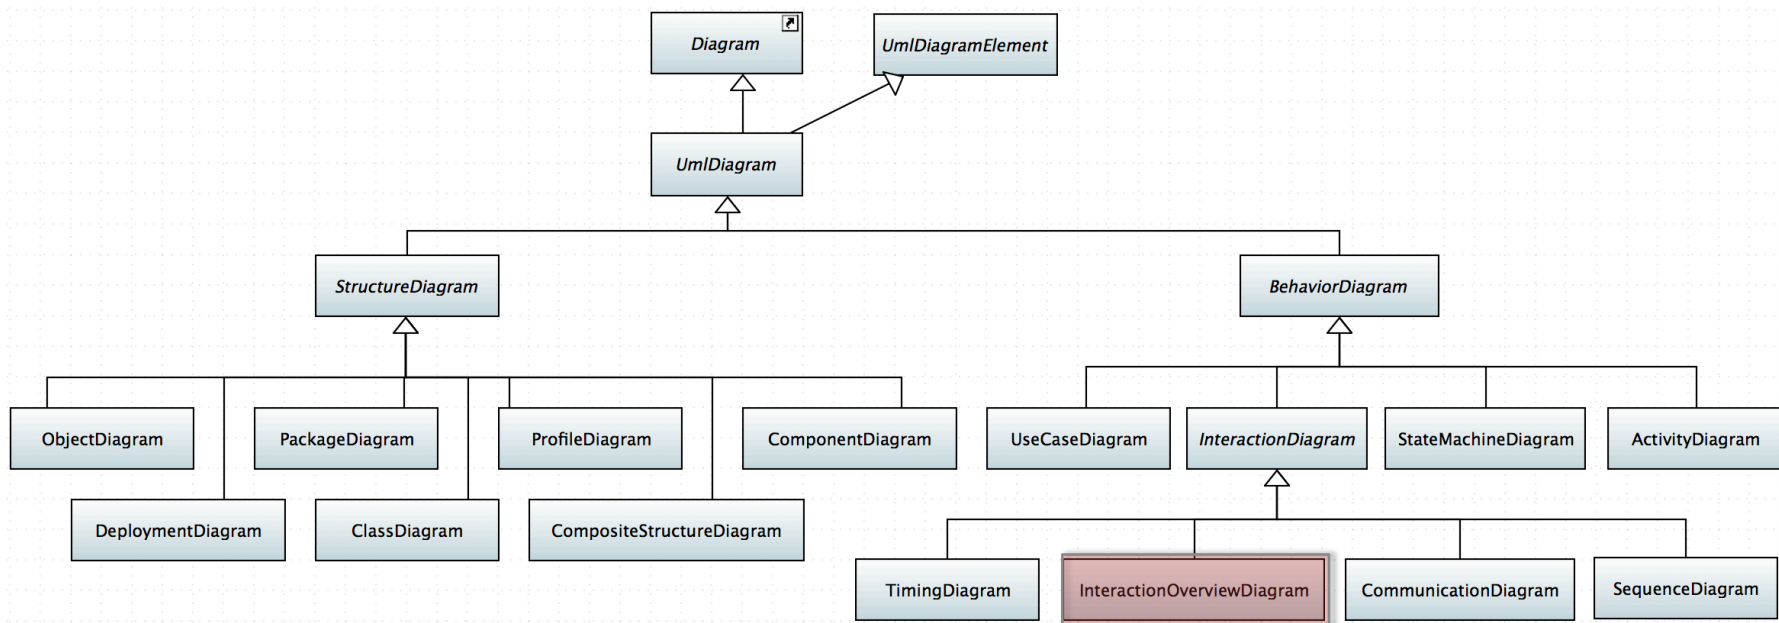 Diagram
UmlDiagramElement
UmlDiagram
StructureDiagram
BehaviorDiagram
ObjectDiagram
PackageDiagram
ProfileDiagram
ComponentDiagram
UseCaseDiagram
InteractionDiagram
StateMachineDiagram
ActivityDiagram
DeploymentDiagram
ClassDiagram
CompositeStructureDiagram
TimingDiagram
InteractionOverviewDiagram
CommunicationDiagram
SequenceDiagram